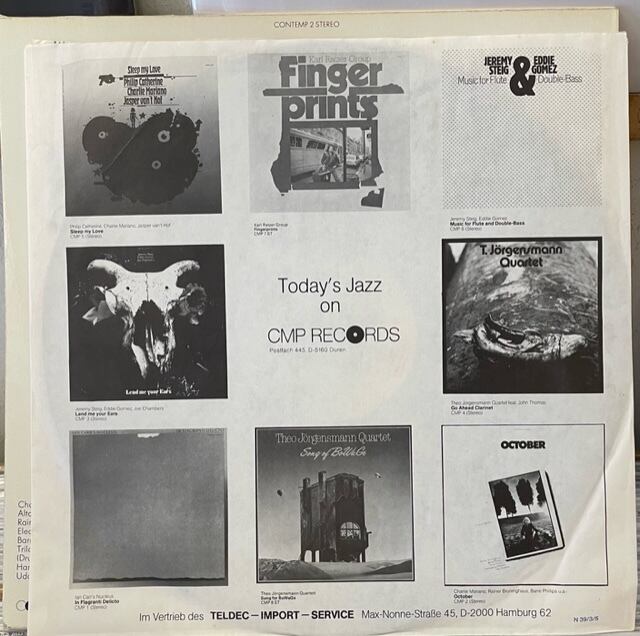 CONTEMP 2 STEREO
Sleep my Love
Philip Catherine
Charlie Mariano
Jasper van't Hof
Philip Catherine, Charlie Mariano, Jasper van't Hof
Sleep my Love
CMP 5 (Stereo)
Karl Ratzer Group
Finger
prints
Karl Ratzer Group
Fingerprints
CMP 7 ST
JEREMY STEIG & EDDIE GOMEZ
Music for Flute & Double-Bass
Jeremy Steig, Eddie Gomez
Music for Flute and Double-Bass
CMP 6 (Stereo)
Lend me your Ears
Jeremy Steig, Eddie Gomez, Joe Chambers
Lend me your Ears
CMP 3 (Stereo)
Today's Jazz
on
CMP RECORDS
Postfach 445, D-5160 Düren
T. Jörgensmann
Quartet
Theo Jörgensmann Quartet feat. John Thomas
Go Ahead Clarinet
CMP 4 (Stereo)
Ian Carr's Nucleus
In Flagranti Delicto
CMP 1 (Stereo)
Theo Jörgensmann Quartet
Song of BoWaGe
Theo Jörgensmann Quartett
Song for BoWaGe
CMP 8 ST
OCTOBER
Charlie Mariano, Rainer Brüninghaus, Barre Phillips u.a.
October
CMP 2 (Stereo)
Im Vertrieb des TELDEC – IMPORT – SERVICE Max-Nonne-Straße 45, D-2000 Hamburg 62
N 39/3/5